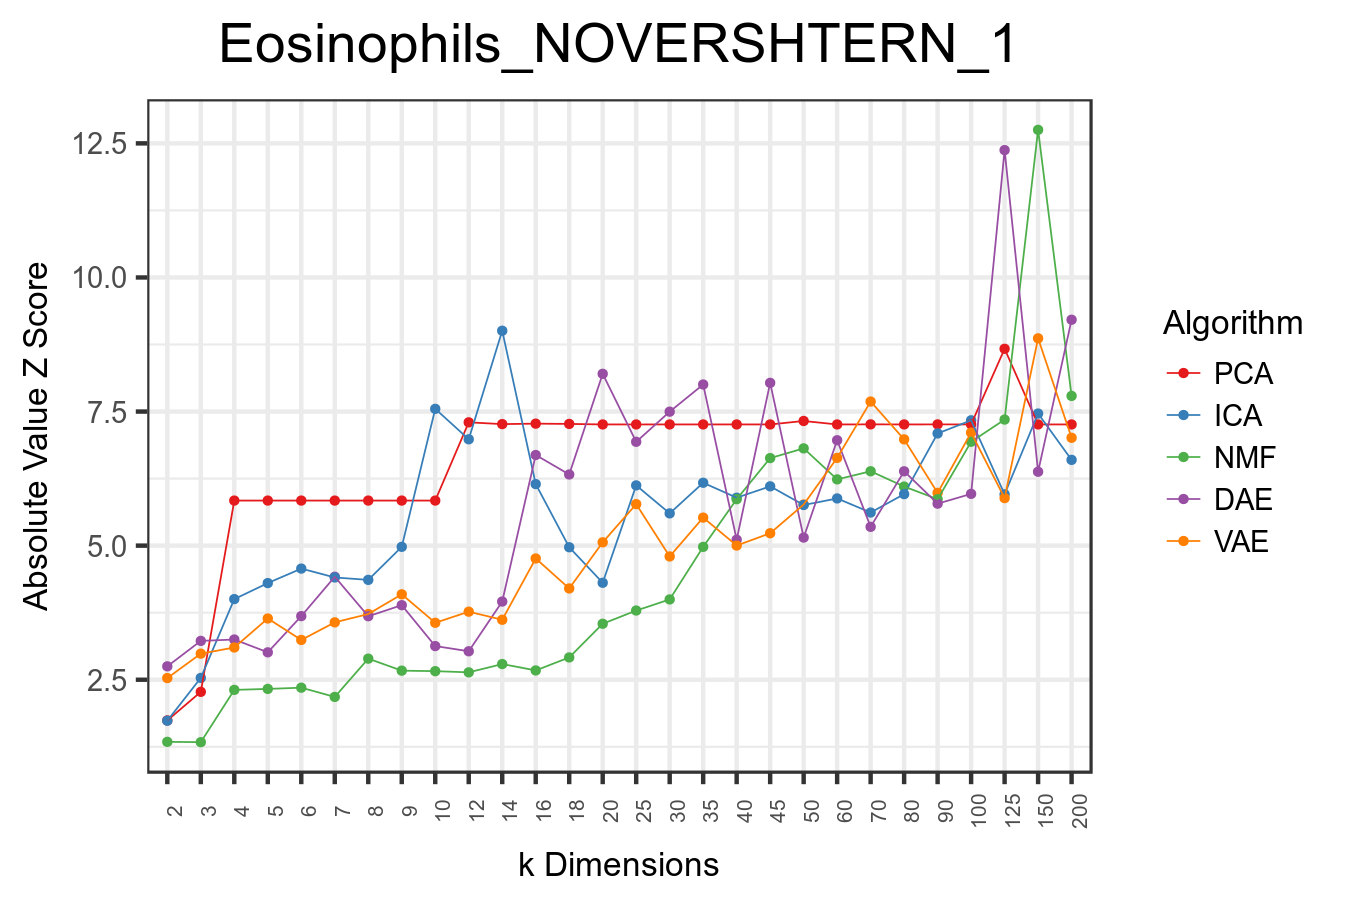 Eosinophils_NOVERSHTERN_1
12.5
10.0
7.5
5.0
2.5
Absolute Value Z Score
2 3 4 5 6 7 8 9 10 12 14 16 18 20 25 30 35 40 45 50 60 70 80 90 100 125 150 200
k Dimensions
Algorithm
PCA
ICA
NMF
DAE
VAE